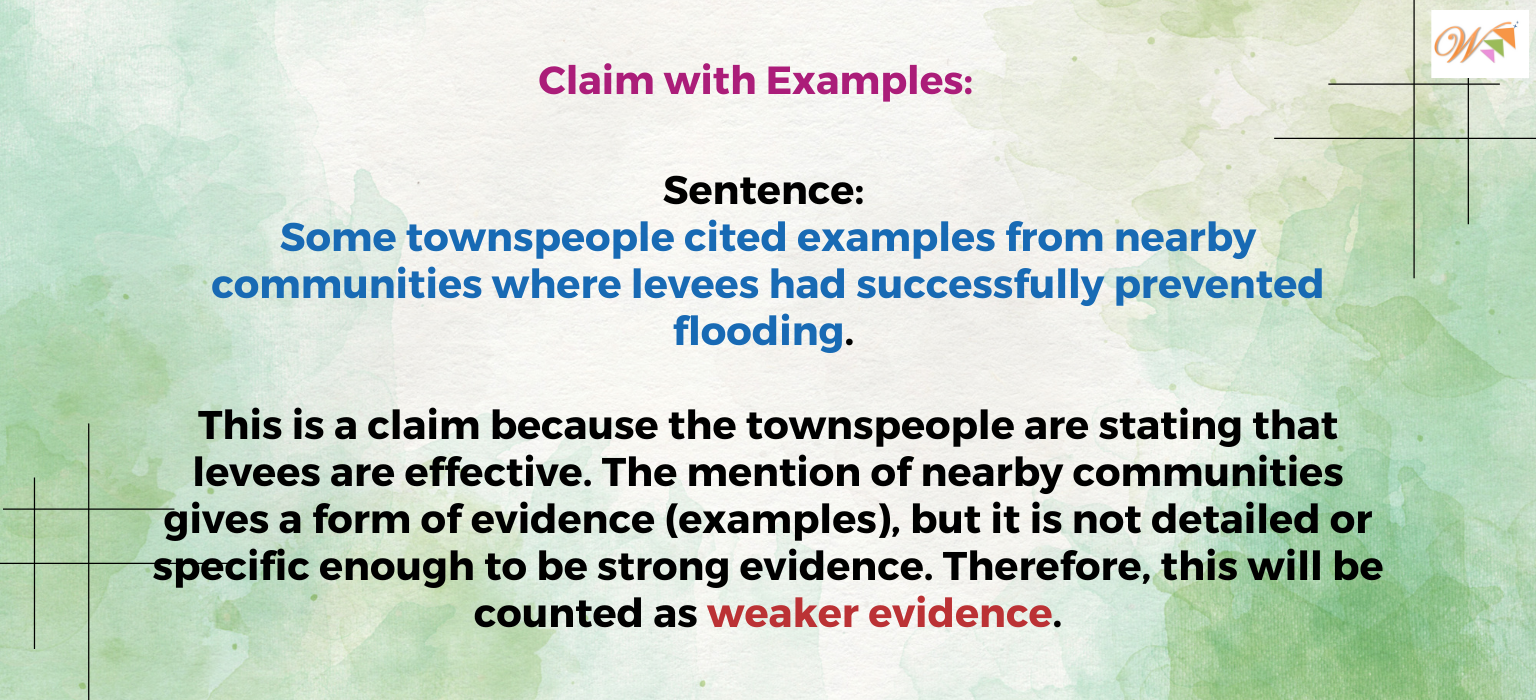 W
Claim with Examples:
Sentence:
Some townspeople cited examples from nearby
communities where levees had successfully prevented
flooding.
This is a claim because the townspeople are stating that
levees are effective. The mention of nearby communities
gives a form of evidence (examples), but it is not detailed or
specific enough to be strong evidence. Therefore, this will be
counted as weaker evidence.